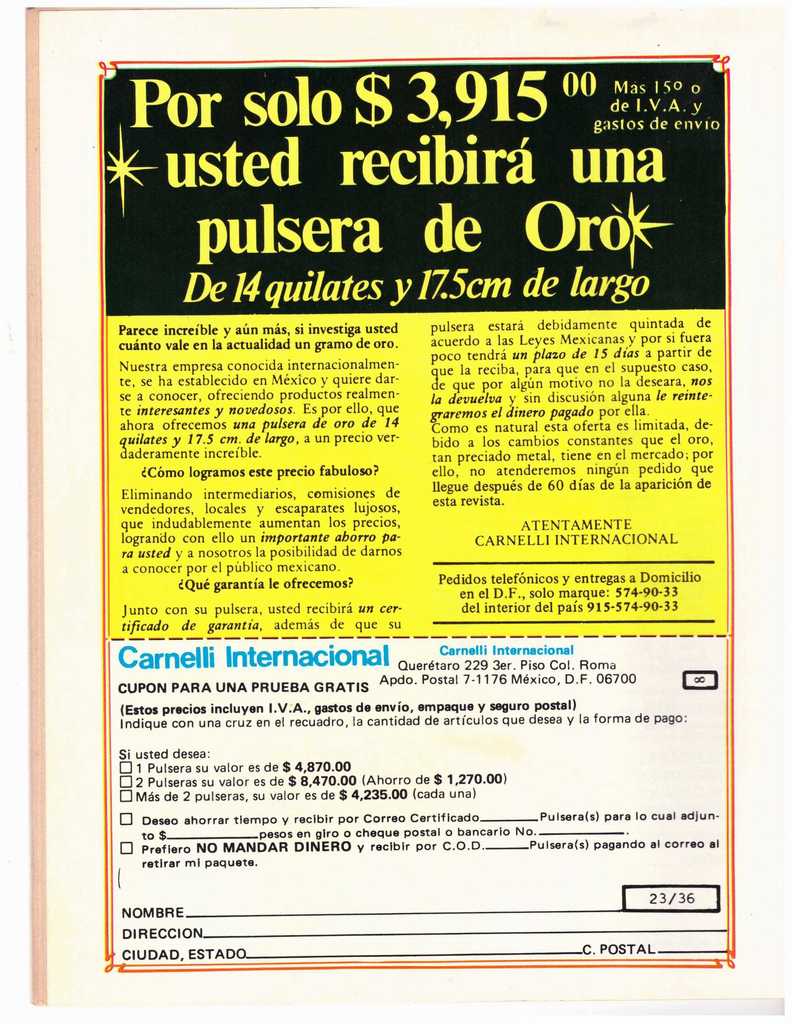 Por solo $ 3,915 00 Más 15º o
de I.V.A. y
gastos de envío
usted recibirá una
pulsera de Oro
De 14 quilates y 17.5cm de largo
Parece increíble y aún más, si investiga usted
cuánto vale en la actualidad un gramo de oro.
Nuestra empresa conocida internacionalmen-
te, se ha establecido en México y quiere dar-
se a conocer, ofreciendo productos realmen-
te interesantes y novedosos. Es por ello, que
ahora ofrecemos una pulsera de oro de 14
quilates y 17.5 cm. de largo, a un precio ver-
daderamente increíble.
¿Cómo logramos este precio fabuloso?
Eliminando intermediarios, comisiones de
vendedores, locales y escaparates lujosos,
que indudablemente aumentan los precios,
logrando con ello un importante ahorro pa-
ra usted y a nosotros la posibilidad de darnos
a conocer por el público mexicano.
¿Qué garantía le ofrecemos?
Junto con su pulsera, usted recibirá un cer-
tificado de garantía, además de que su
pulsera estará debidamente quintada de
acuerdo a las Leyes Mexicanas y por si fuera
poco tendrá un plazo de 15 días a partir de
que la reciba, para que en el supuesto caso,
de que por algún motivo no la deseara, nos
la devuelva y sin discusión alguna le reinte-
graremos el dinero pagado por ella.
Como es natural esta oferta es limitada, de-
bido a los cambios constantes que el oro,
tan preciado metal, tiene en el mercado; por
ello, no atenderemos ningún pedido que
llegue después de 60 días de la aparición de
esta revista.
ATENTAMENTE
CARNELLI INTERNACIONAL
Pedidos telefónicos y entregas a Domicilio
en el D.F., solo marque: 574-90-33
del interior del país 915-574-90-33
Carnelli Internacional
CUPON PARA UNA PRUEBA GRATIS
Carnelli Internacional
Querétaro 229 3er. Piso Col. Roma
Apdo. Postal 7-1176 México, D.F. 06700
∞
(Estos precios incluyen I.V.A., gastos de envío, empaque y seguro postal)
Indique con una cruz en el recuadro, la cantidad de artículos que desea y la forma de pago:
Si usted desea:
1 Pulsera su valor es de $ 4,870.00
2 Pulseras su valor es de $ 8,470.00 (Ahorro de $ 1,270.00)
Más de 2 pulseras, su valor es de $ 4,235.00 (cada una)
Deseo ahorrar tiempo y recibir por Correo Certificado______Pulsera(s) para lo cual adjun-
to $__________pesos en giro o cheque postal o bancario No.__________.
Prefiero NO MANDAR DINERO y recibir por C.O.D.______Pulsera(s) pagando al correo al
retirar mi paquete.
23/36
NOMBRE
DIRECCION
CIUDAD, ESTADO C. POSTAL